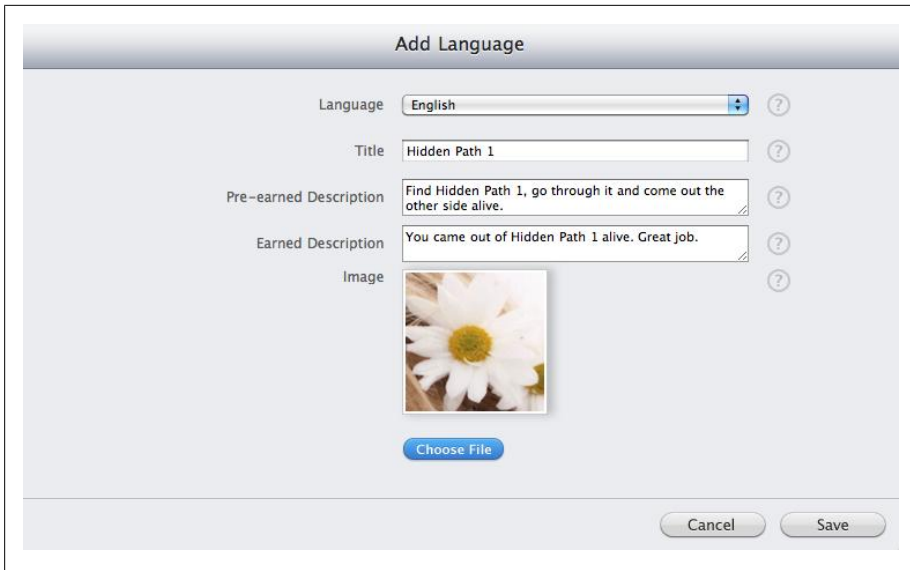 Add Language
Language English ?
Title Hidden Path 1 ?
Pre-earned Description Find Hidden Path 1, go through it and come out the
other side alive. ?
Earned Description You came out of Hidden Path 1 alive. Great job. ?
Image ?
Choose File
Cancel Save